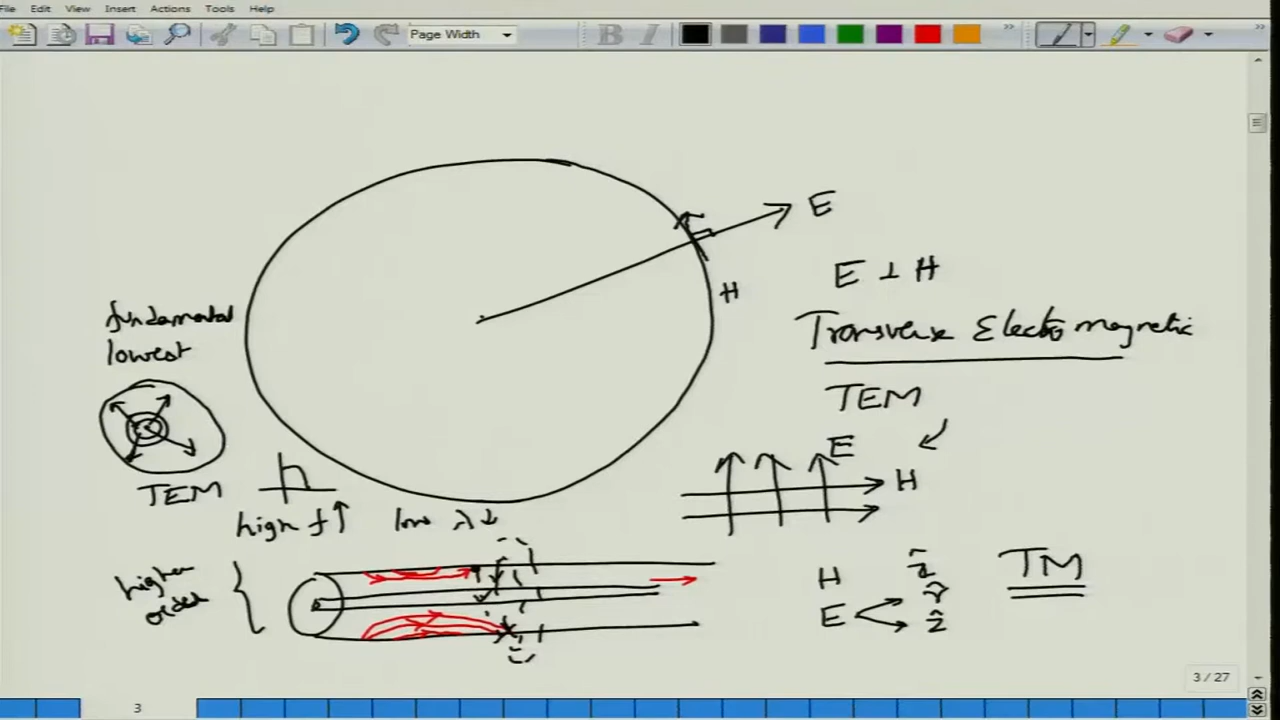 File Edit View Insert Actions Tools Help
Page Width
B I
E
H
E ⊥ H
Transverse Electromagnetic
TEM
E
H
fundamental
lowest
TEM
high f↑ low λ↓
higher
order
H
E
ẑ
TM
3 / 27
3